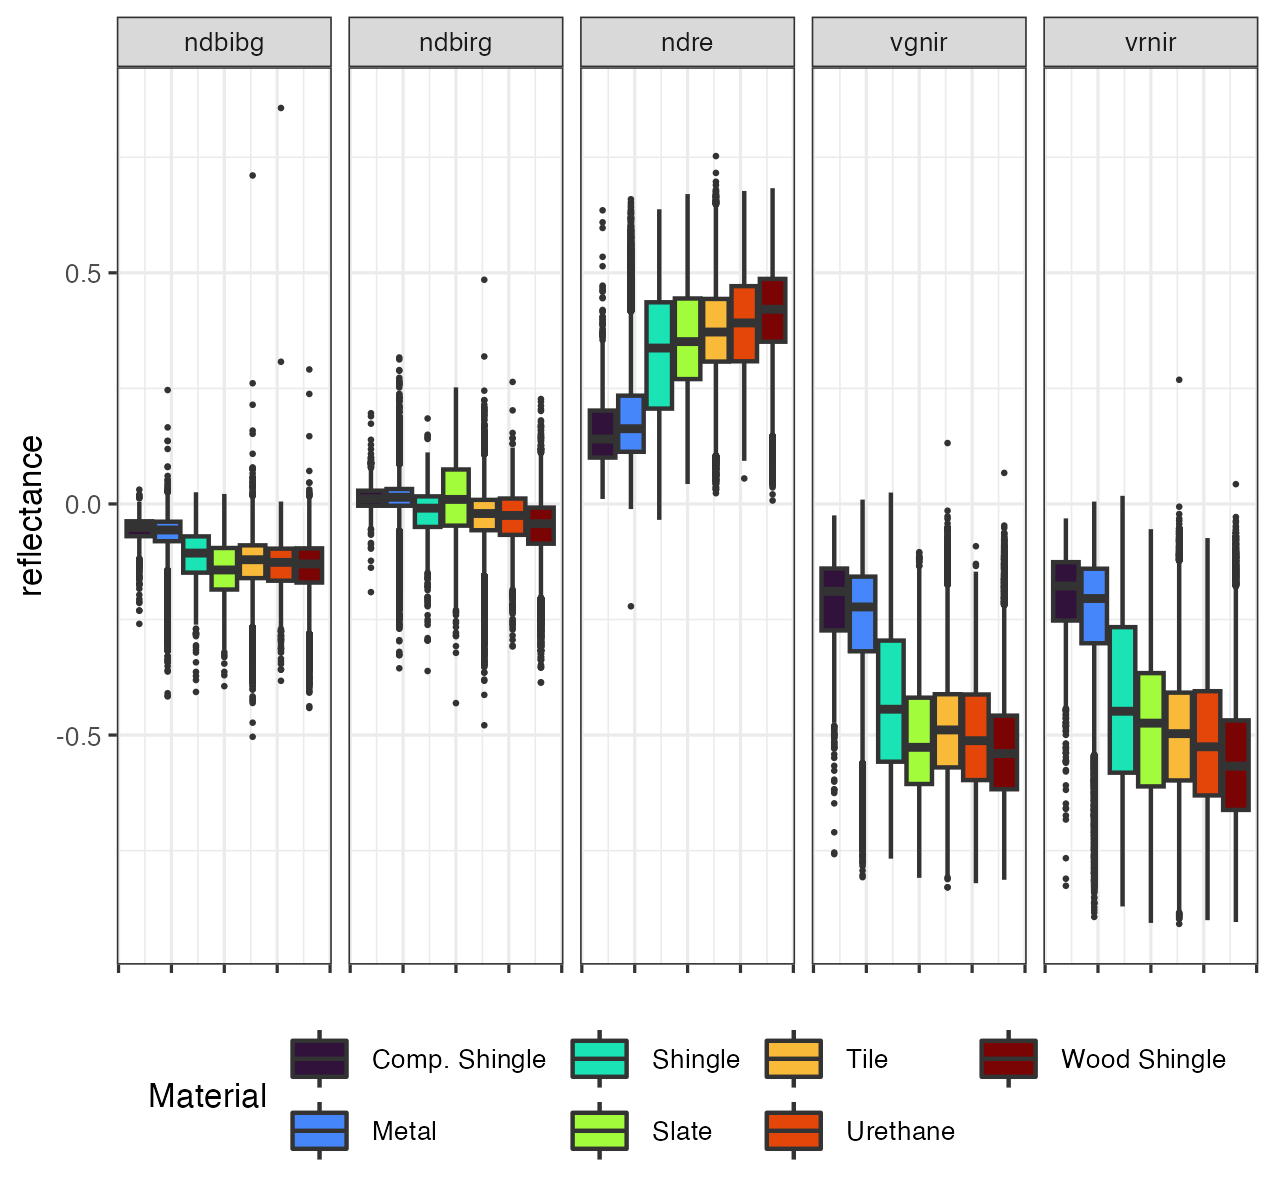 ndbibg ndbirg ndre vgnir vrnir
0.5
0.0
-0.5
reflectance
Material
Comp. Shingle Shingle Tile Wood Shingle
Metal Slate Urethane